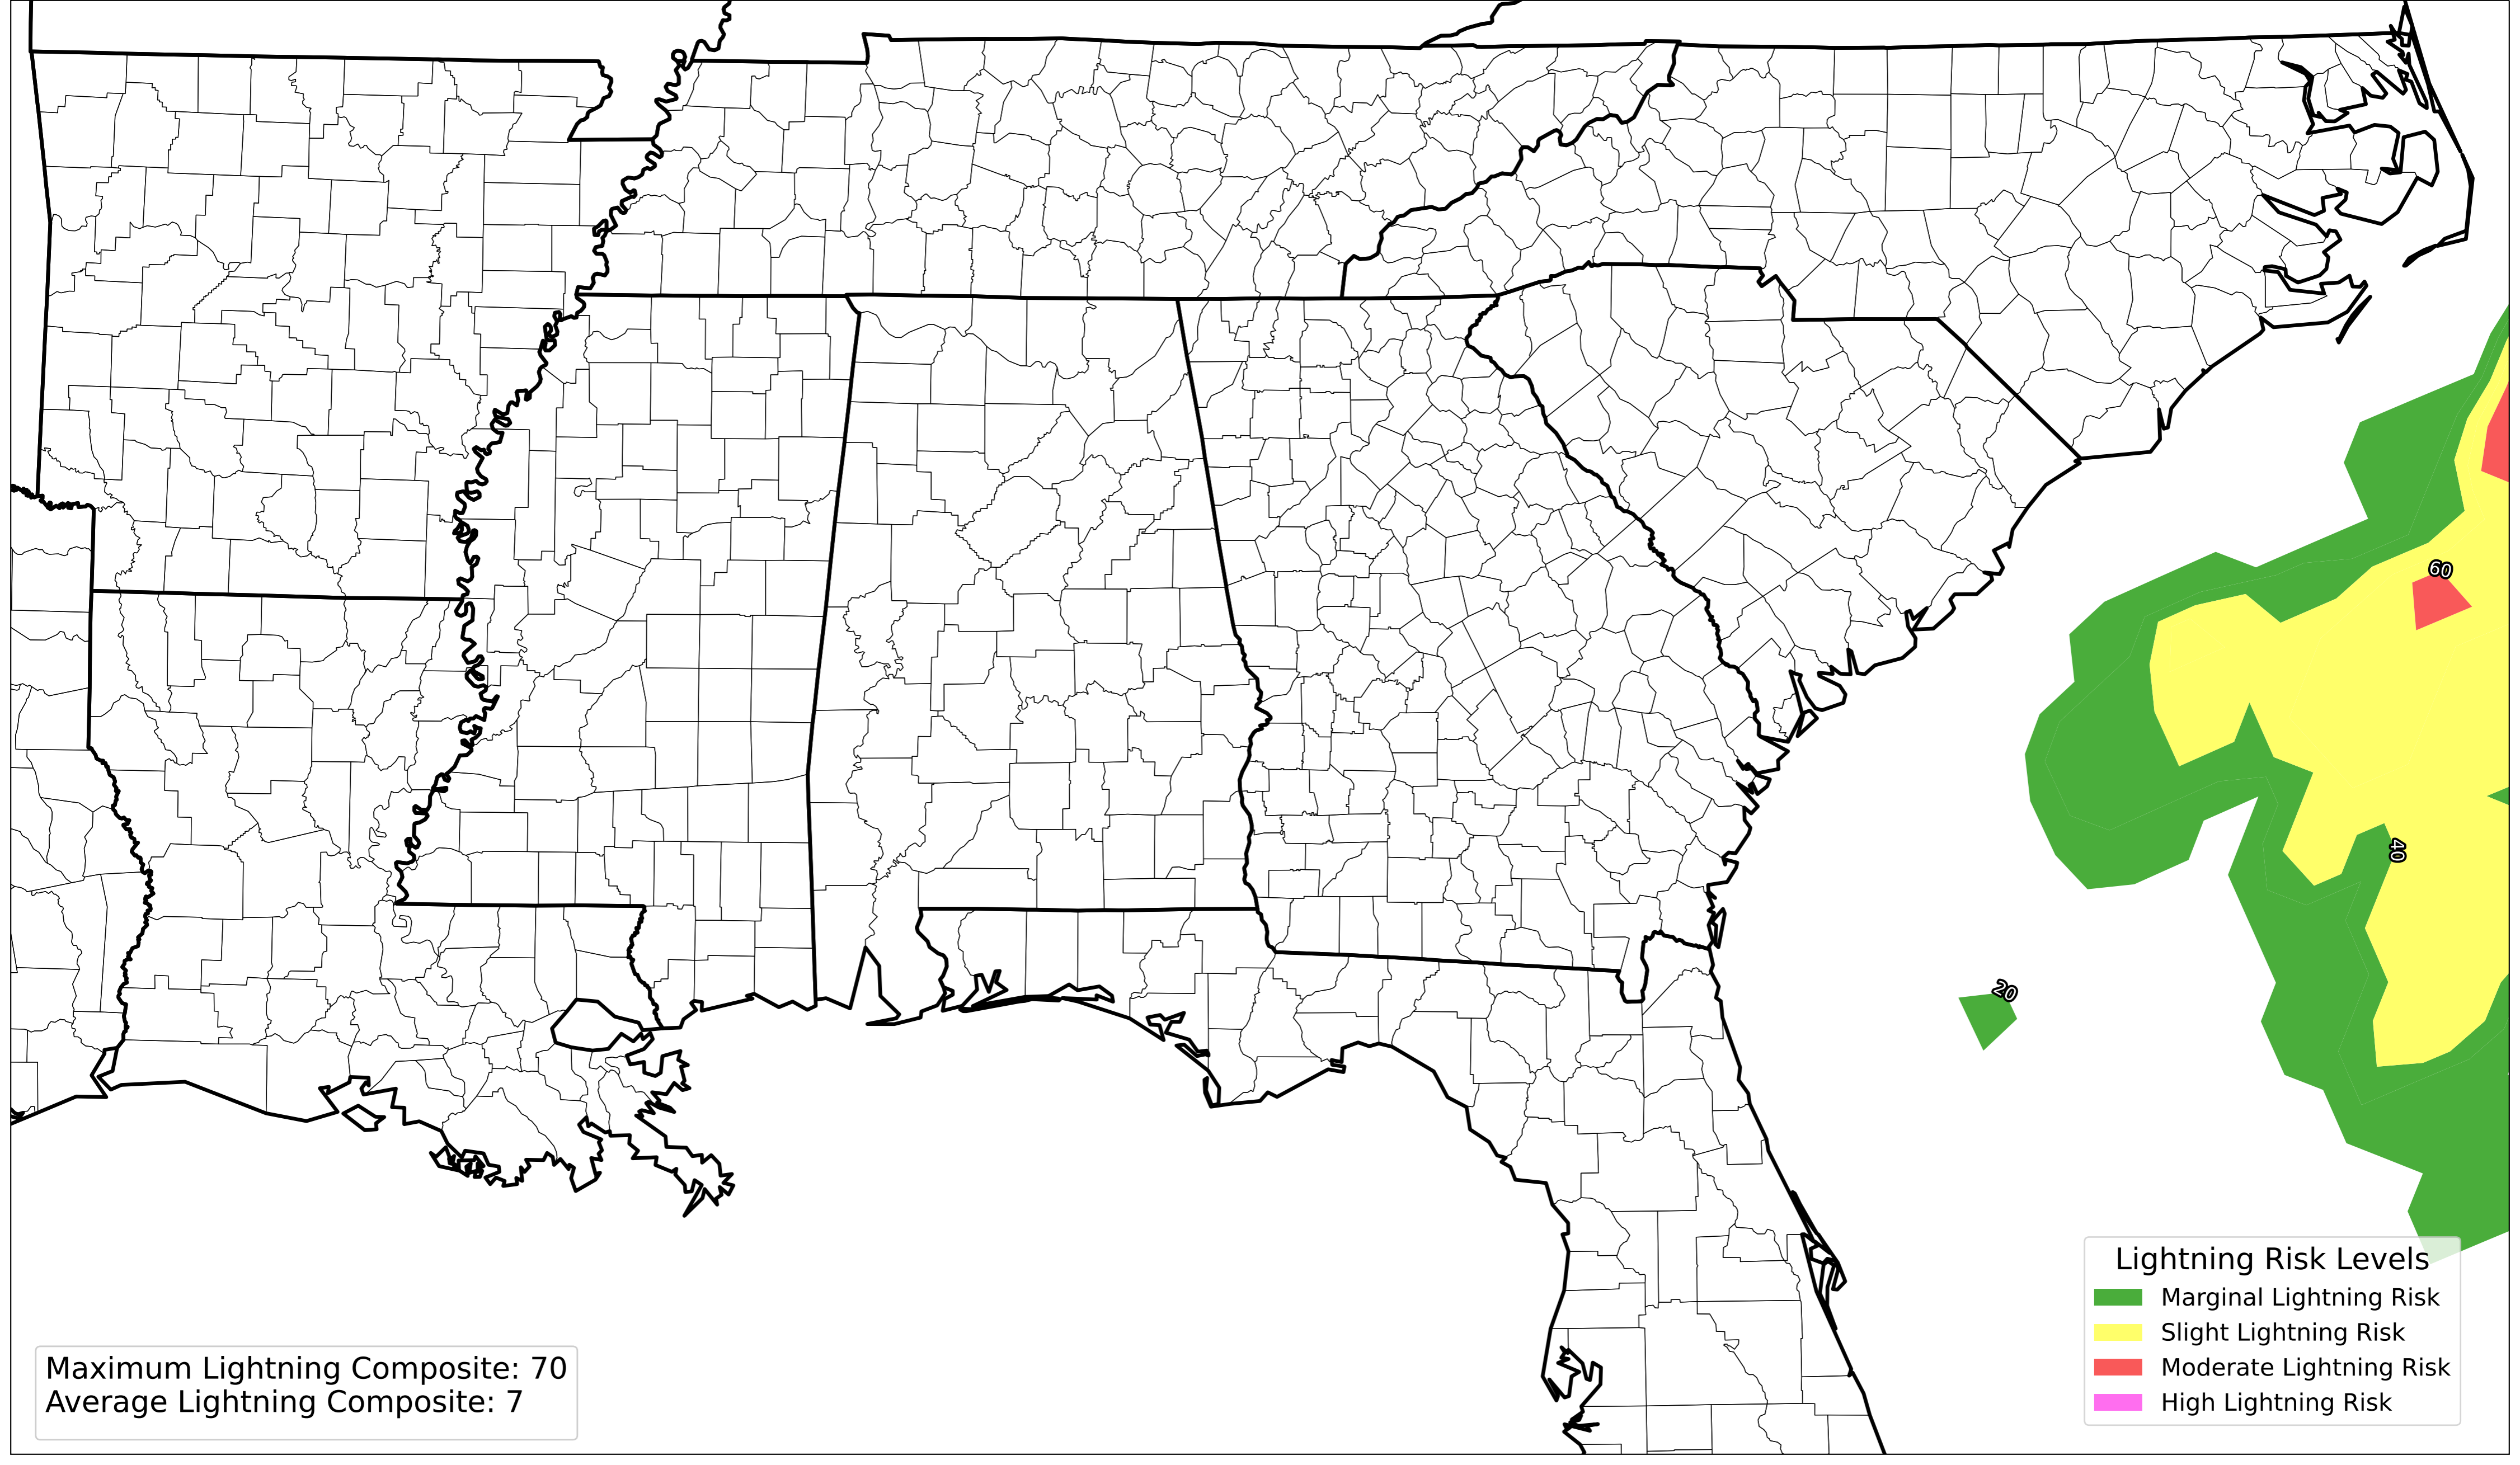 60
40
20
Lightning Risk Levels
Marginal Lightning Risk
Slight Lightning Risk
Moderate Lightning Risk
High Lightning Risk
Maximum Lightning Composite: 70
Average Lightning Composite: 7